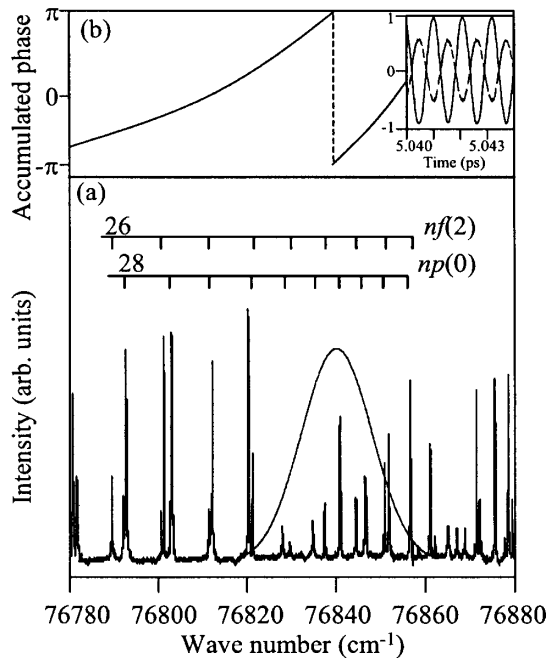 (b)
Accumulated phase
π
0
-π
1
0
-1
5.040 5.043
Time (ps)
(a)
26 nf(2)
28 np(0)
Intensity (arb. units)
76780 76800 76820 76840 76860 76880
Wave number (cm⁻¹)